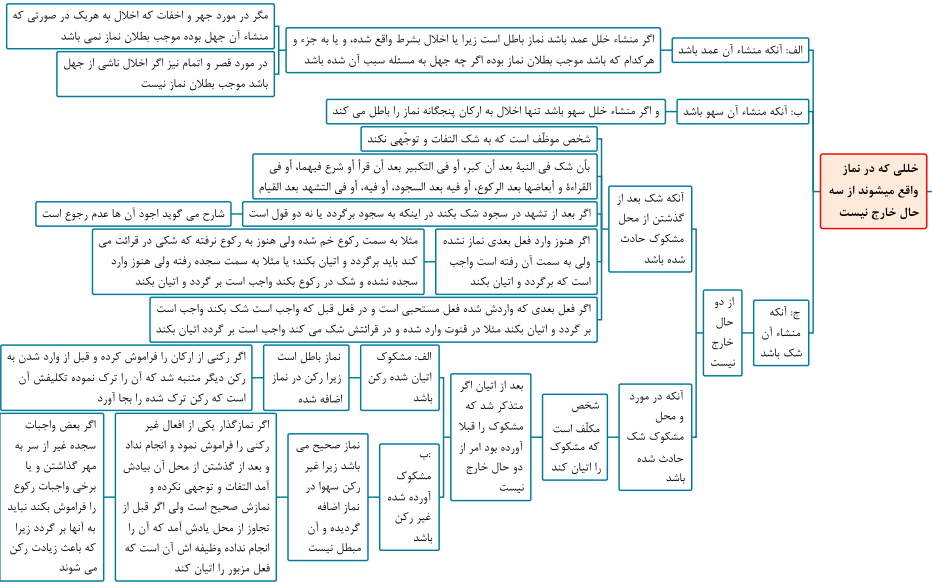 خللی که در نماز
واقع میشوند از سه
حال خارج نیست
الف: آنکه منشاء آن عمد باشد
اگر منشاء خلل عمد باشد نماز باطل است زیرا یا اخلال بشرط واقع شده، و یا به جزء و
هرکدام که باشد موجب بطلان نماز بوده اگر چه جهل به مسئله سبب آن شده باشد
مگر در مورد جهر و اخفات که اخلال به هریک در صورتی که
منشاء آن جهل بوده موجب بطلان نماز نمی باشد
در مورد قصر و اتمام نیز اگر اخلال ناشی از جهل
باشد موجب بطلان نماز نیست
ب: آنکه منشاء آن سهو باشد
و اگر منشاء خلل سهو باشد تنها اخلال به ارکان پنجگانه نماز را باطل می کند
ج: آنکه
منشاء آن
شک باشد
از دو
حال
خارج
نیست
آنکه شک بعد از
گذشتن از محل
مشکوک حادث
شده باشد
شخص موظّف است که به شک التفات و توجّهی نکند
بأن شک فی النیة بعد أن کبر، أو فی التکبیر بعد أن قرأ أو شرع فیهما، أو فی
القراءة و أبعاضها بعد الرکوع، أو فیه بعد السجود، أو فیه، أو فی التشهد بعد القیام
اگر بعد از تشهد در سجود شک بکند در اینکه به سجود برگردد یا نه دو قول است
شارح می گوید اجود آن ها عدم رجوع است
اگر هنوز وارد فعل بعدی نماز نشده
ولی به سمت آن رفته است واجب
است که برگردد و اتیان بکند
مثلا به سمت رکوع خم شده ولی هنوز به رکوع نرفته که شکی در قرائت می
کند باید برگردد و اتیان بکند؛ یا مثلا به سمت سجده رفته ولی هنوز وارد
سجده نشده و شک در رکوع بکند واجب است بر گردد و اتیان بکند
اگر فعل بعدی که واردش شده فعل مستحبی است و در فعل قبل که واجب است شک بکند واجب است
بر گردد و اتیان بکند مثلا در قنوت وارد شده و در قرائتش شک می کند واجب است بر گردد اتیان بکند
آنکه در مورد
و محل
مشکوک شک
حادث شده
باشد
شخص
مکلّف است
که مشکوک
را اتیان کند
بعد از اتیان اگر
متذکر شد که
مشکوک را قبلا
آورده بود امر از
دو حال خارج
نیست
الف: مشکوک
اتیان شده رکن
باشد
نماز باطل است
زیرا رکن در نماز
اضافه شده
اگر رکنی از ارکان را فراموش کرده و قبل از وارد شدن به
رکن دیگر متنبه شد که آن را ترک نموده تکلیفش آن
است که رکن ترک شده را بجا آورد
ب:
مشکوک
آورده شده
غیر رکن
باشد
نماز صحیح می
باشد زیرا غیر
رکن سهوا در
نماز اضافه
گردیده و آن
مبطل نیست
اگر نمازگذار یکی از افعال غیر
رکنی را فراموش نمود و انجام نداد
و بعد از گذشتن از محل آن بیادش
آمد التفات و توجهی نکرده و
نمازش صحیح است ولی اگر قبل از
تجاوز از محل یادش آمد که آن را
انجام نداده وظیفه اش آن است که
فعل مزبور را اتیان کند
اگر بعض واجبات
سجده غیر از سر به
مهر گذاشتن و یا
برخی واجبات رکوع
را فراموش بکند نباید
به آنها بر گردد زیرا
که باعث زیادت رکن
می شوند